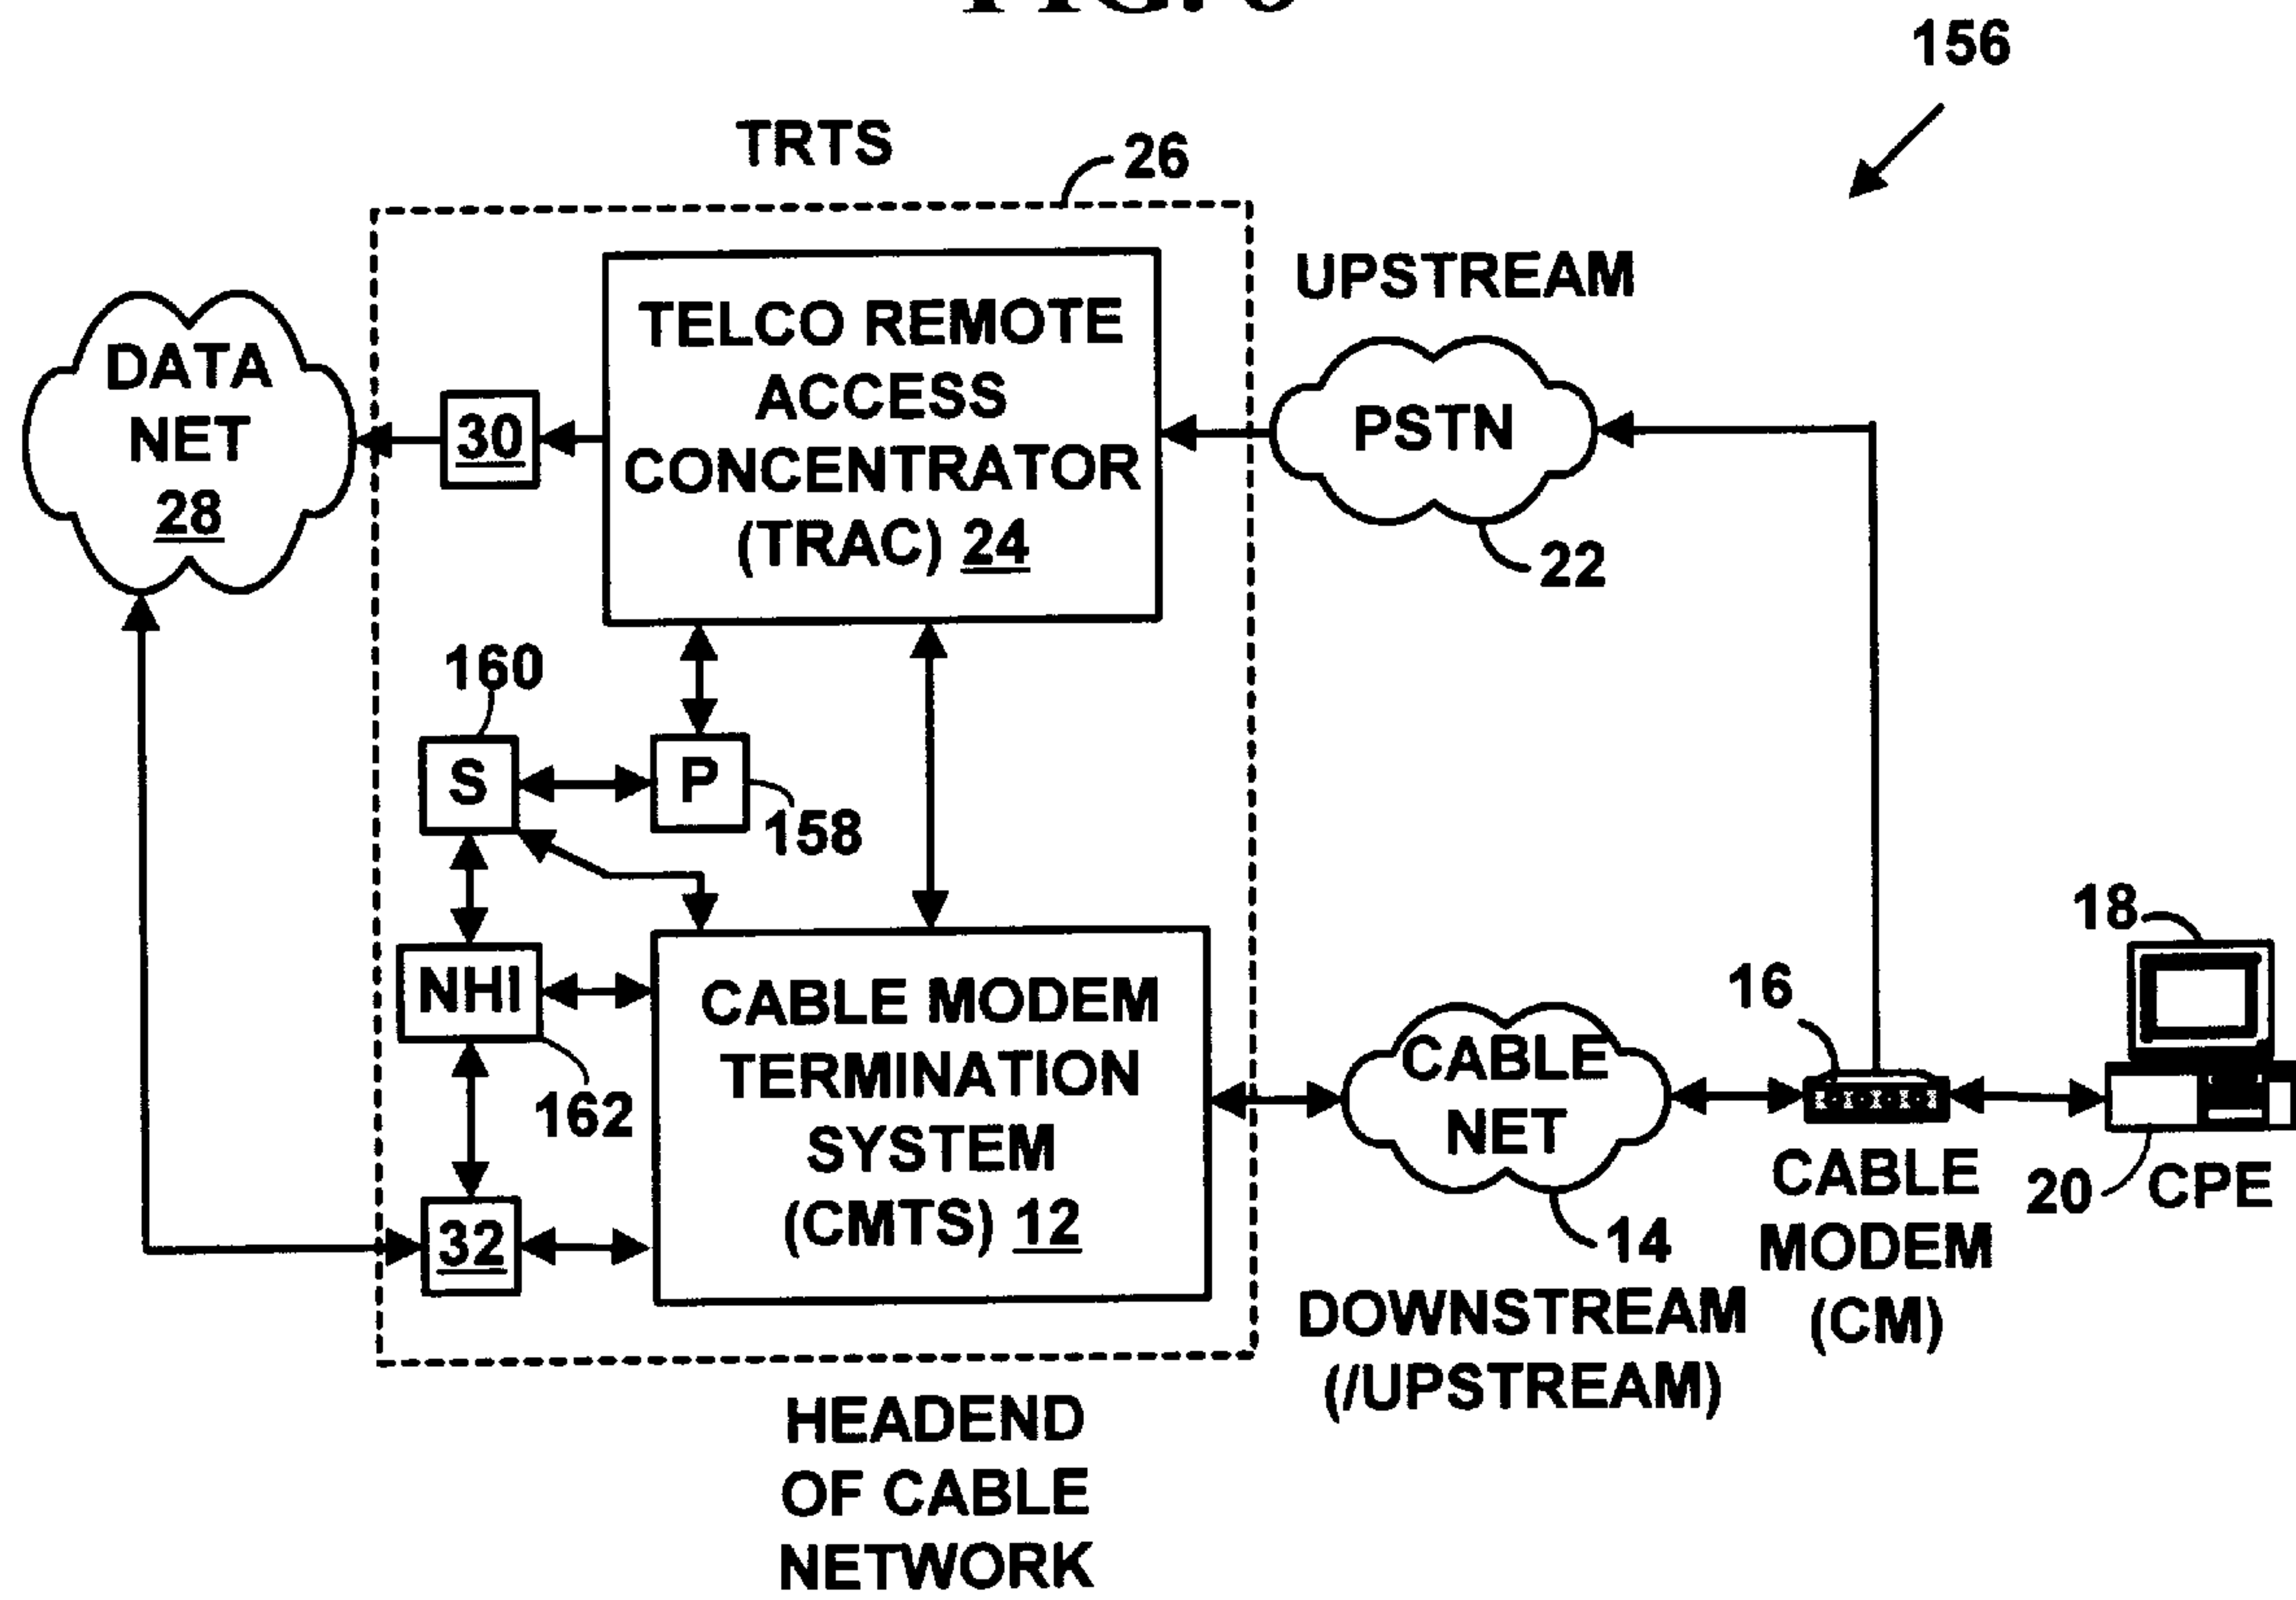 156
TRTS
26
UPSTREAM
TELCO REMOTE
ACCESS
CONCENTRATOR
(TRAC) 24
DATA
NET
28
30
PSTN
22
160
S
P
158
NHI
162
32
CABLE MODEM
TERMINATION
SYSTEM
(CMTS) 12
CABLE
NET
14
DOWNSTREAM
(/UPSTREAM)
16
CABLE
MODEM
(CM)
18
20
CPE
HEADEND
OF CABLE
NETWORK